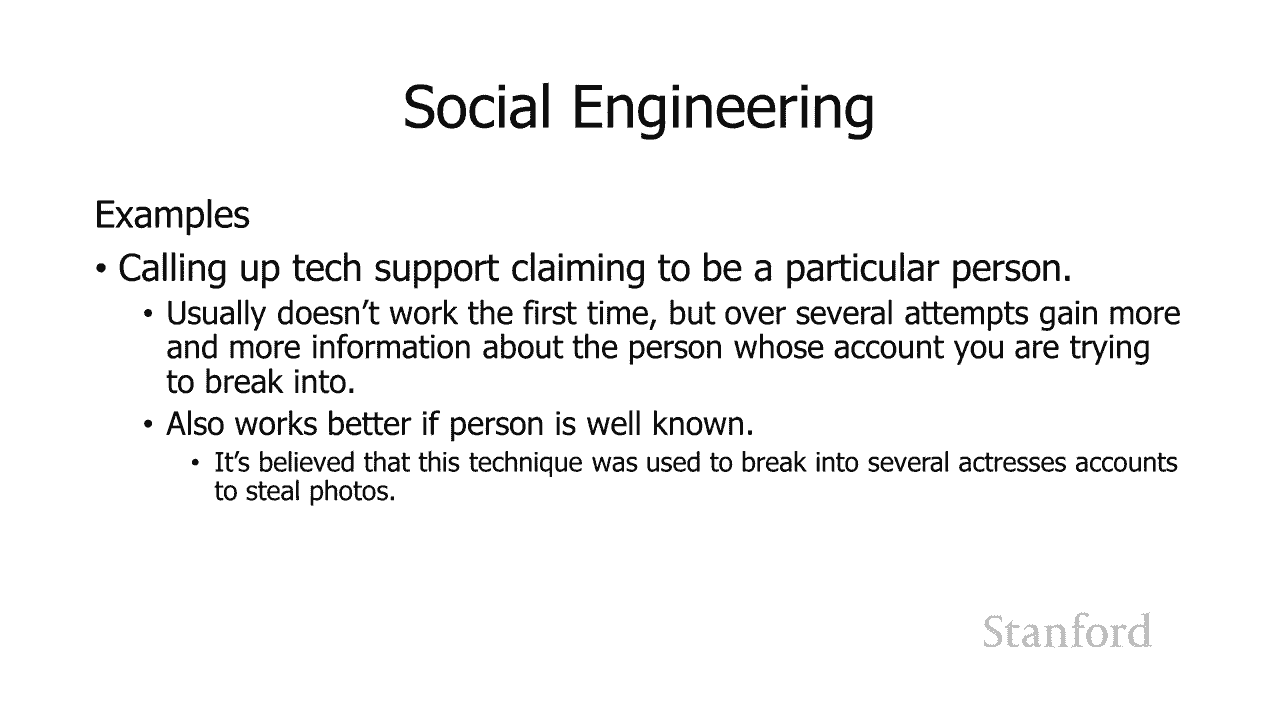 Social Engineering
Examples
• Calling up tech support claiming to be a particular person.
• Usually doesn’t work the first time, but over several attempts gain more
and more information about the person whose account you are trying
to break into.
• Also works better if person is well known.
• It’s believed that this technique was used to break into several actresses accounts
to steal photos.
Stanford